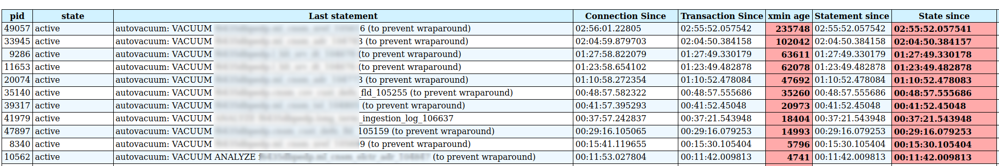 pid state Last statement Connection Since Transaction Since xmin age Statement since State since
49057 active autovacuum: VACUUM 6 (to prevent wraparound) 02:56:01.22805 02:55:52.057542 235748 02:55:52.057542 02:55:52.057541
33945 active autovacuum: VACUUM 3 (to prevent wraparound) 02:04:59.879703 02:04:50.384158 102042 02:04:50.384158 02:04:50.384157
9286 active autovacuum: VACUUM (to prevent wraparound) 01:27:58.822079 01:27:49.330179 63611 01:27:49.330179 01:27:49.330178
11653 active autovacuum: VACUUM (to prevent wraparound) 01:23:58.654102 01:23:49.482878 62078 01:23:49.482878 01:23:49.482878
20074 active autovacuum: VACUUM 3 (to prevent wraparound) 01:10:58.272354 01:10:52.478084 47692 01:10:52.478084 01:10:52.478083
35140 active autovacuum: VACUUM _fld_105255 (to prevent wraparound) 00:48:57.582322 00:48:57.555686 35260 00:48:57.555686 00:48:57.555686
39317 active autovacuum: VACUUM (to prevent wraparound) 00:41:57.395293 00:41:52.45048 20973 00:41:52.45048 00:41:52.45048
41979 active autovacuum: VACUUM _ingestion_log_106637 00:37:57.242837 00:37:21.543948 18404 00:37:21.543948 00:37:21.543948
47897 active autovacuum: VACUUM 105159 (to prevent wraparound) 00:29:16.105065 00:29:16.079253 14993 00:29:16.079253 00:29:16.079253
8340 active autovacuum: VACUUM 9 (to prevent wraparound) 00:15:41.119655 00:15:30.105404 5796 00:15:30.105404 00:15:30.105404
10562 active autovacuum: VACUUM ANALYZE (to prevent wraparound) 00:11:53.027804 00:11:42.009813 4741 00:11:42.009813 00:11:42.009813